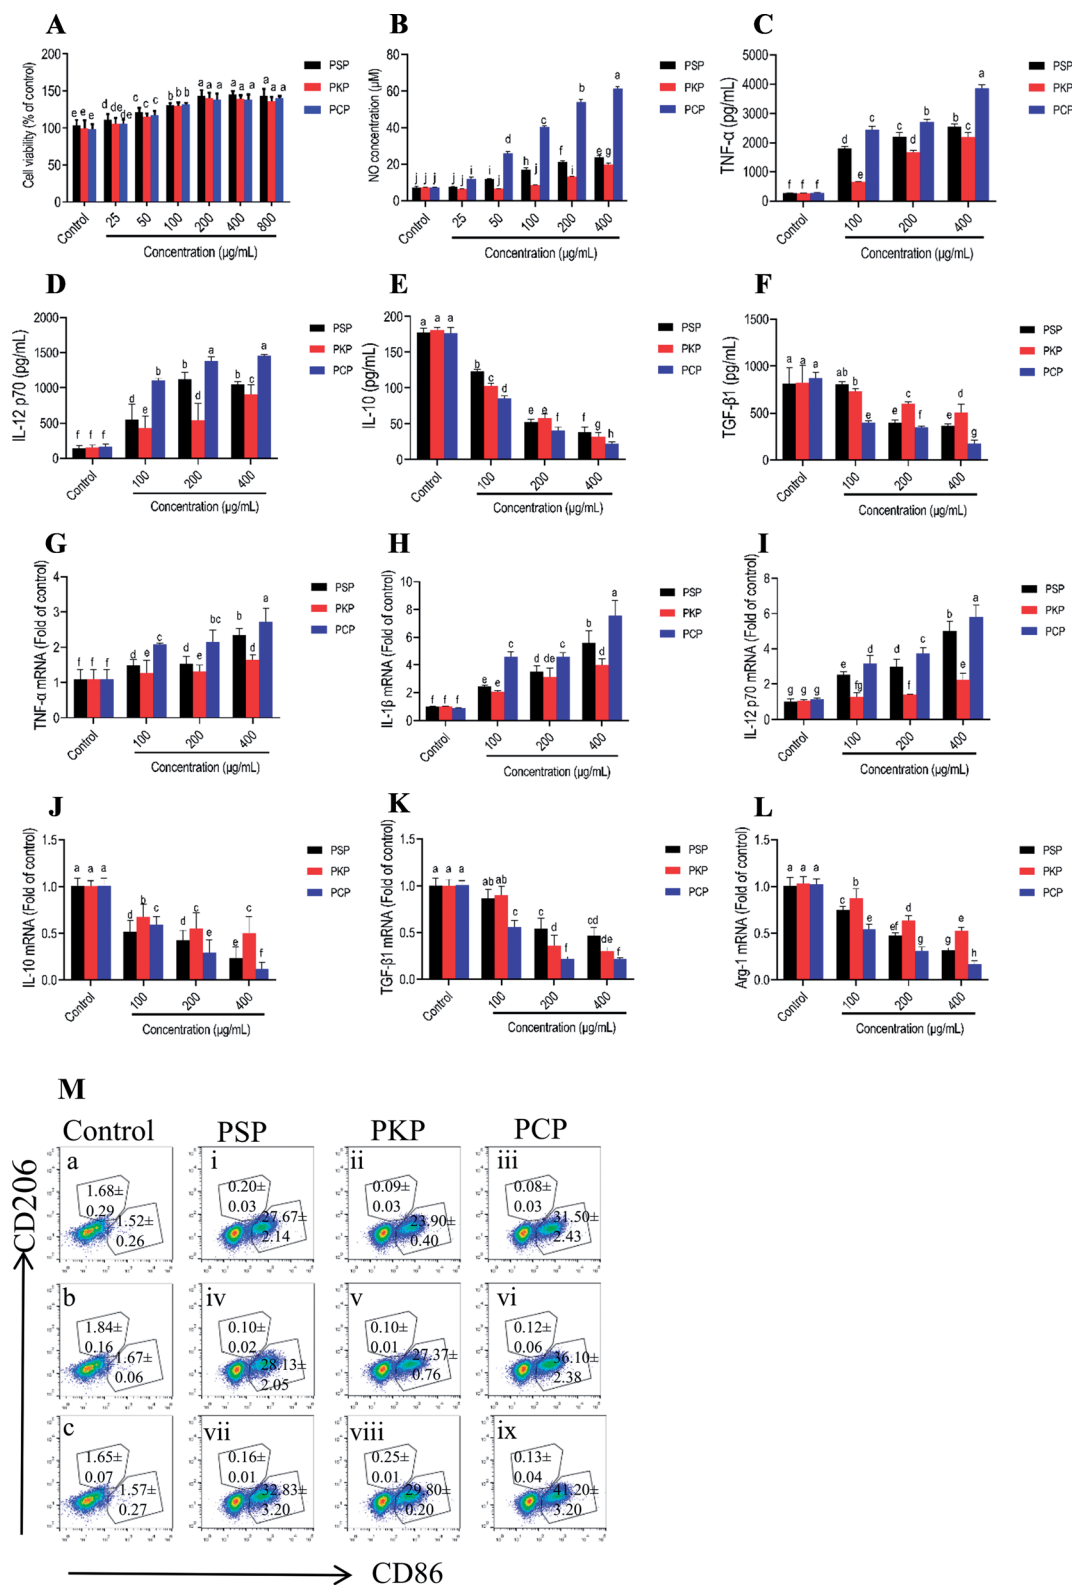 A
Cell viability (% of control)
200
150
100
50
0
e e e d de de c c c b b b a a a a a a a a a
PSP
PKP
PCP
Control 25 50 100 200 400 800
Concentration (µg/mL)
B
NO concentration (µM)
80
60
40
20
0
j j j j j i i j d h j c f i b e g a
PSP
PKP
PCP
Control 25 50 100 200 400
Concentration (µg/mL)
C
TNF-α (pg/mL)
5000
4000
3000
2000
1000
0
f f f d e c c d b b c a
PSP
PKP
PCP
Control 100 200 400
Concentration (µg/mL)
D
IL-12 p70 (pg/mL)
2000
1500
1000
500
0
f f f d e b b d a b c a
PSP
PKP
PCP
Control 100 200 400
Concentration (µg/mL)
E
IL-10 (pg/mL)
200
150
100
50
0
a a a b c d e e f f g h
PSP
PKP
PCP
Control 100 200 400
Concentration (µg/mL)
F
TGF-β1 (pg/mL)
1500
1000
500
0
a a a ab b e e c f f d g
PSP
PKP
PCP
Control 100 200 400
Concentration (µg/mL)
G
TNF-α mRNA (Fold of control)
4
3
2
1
0
f f f d e c d e bc b d a
PSP
PKP
PCP
Control 100 200 400
Concentration (µg/mL)
H
IL-1β mRNA (Fold of control)
10
8
6
4
2
0
f f f e e c d de c b d a
PSP
PKP
PCP
Control 100 200 400
Concentration (µg/mL)
I
IL-12 p70 mRNA (Fold of control)
8
6
4
2
0
g g g e fg d d f c b e a
PSP
PKP
PCP
Control 100 200 400
Concentration (µg/mL)
J
IL-10 mRNA (Fold of control)
1.5
1.0
0.5
0.0
a a a d b c d c e e c f
PSP
PKP
PCP
Control 100 200 400
Concentration (µg/mL)
K
TGF-β1 mRNA (Fold of control)
1.5
1.0
0.5
0.0
a a a ab ab c c d f cd de f
PSP
PKP
PCP
Control 100 200 400
Concentration (µg/mL)
L
Arg-1 mRNA (Fold of control)
1.5
1.0
0.5
0.0
a a a c b e ef d g g e h
PSP
PKP
PCP
Control 100 200 400
Concentration (µg/mL)
M
Control PSP PKP PCP
CD206
a
1.68±
0.29
1.52±
0.26
i
0.20±
0.03
27.67±
2.14
ii
0.09±
0.03
23.90±
0.40
iii
0.08±
0.03
31.50±
2.43
b
1.84±
0.16
1.67±
0.06
iv
0.10±
0.02
28.13±
2.05
v
0.10±
0.01
27.37±
0.76
vi
0.12±
0.06
36.10±
2.38
c
1.65±
0.07
1.57±
0.27
vii
0.16±
0.01
32.83±
3.20
viii
0.25±
0.01
29.80±
0.20
ix
0.13±
0.04
41.20±
3.20
CD86